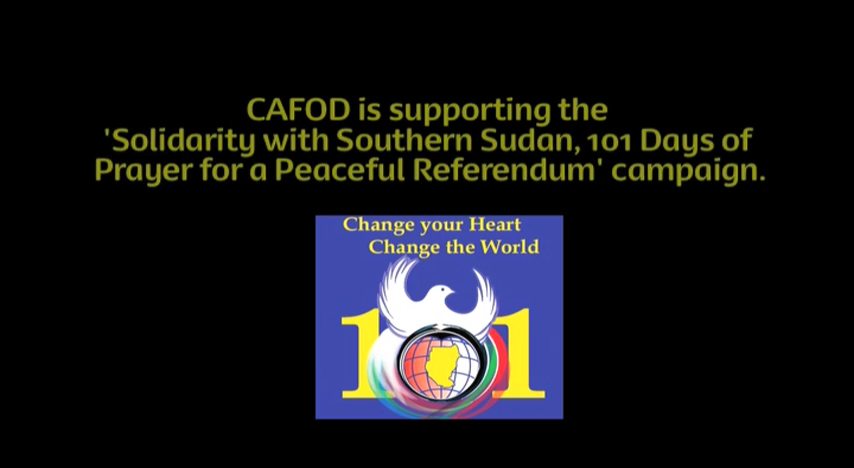 CAFOD is supporting the
'Solidarity with Southern Sudan, 101 Days of
Prayer for a Peaceful Referendum' campaign.
Change your Heart
Change the World
101